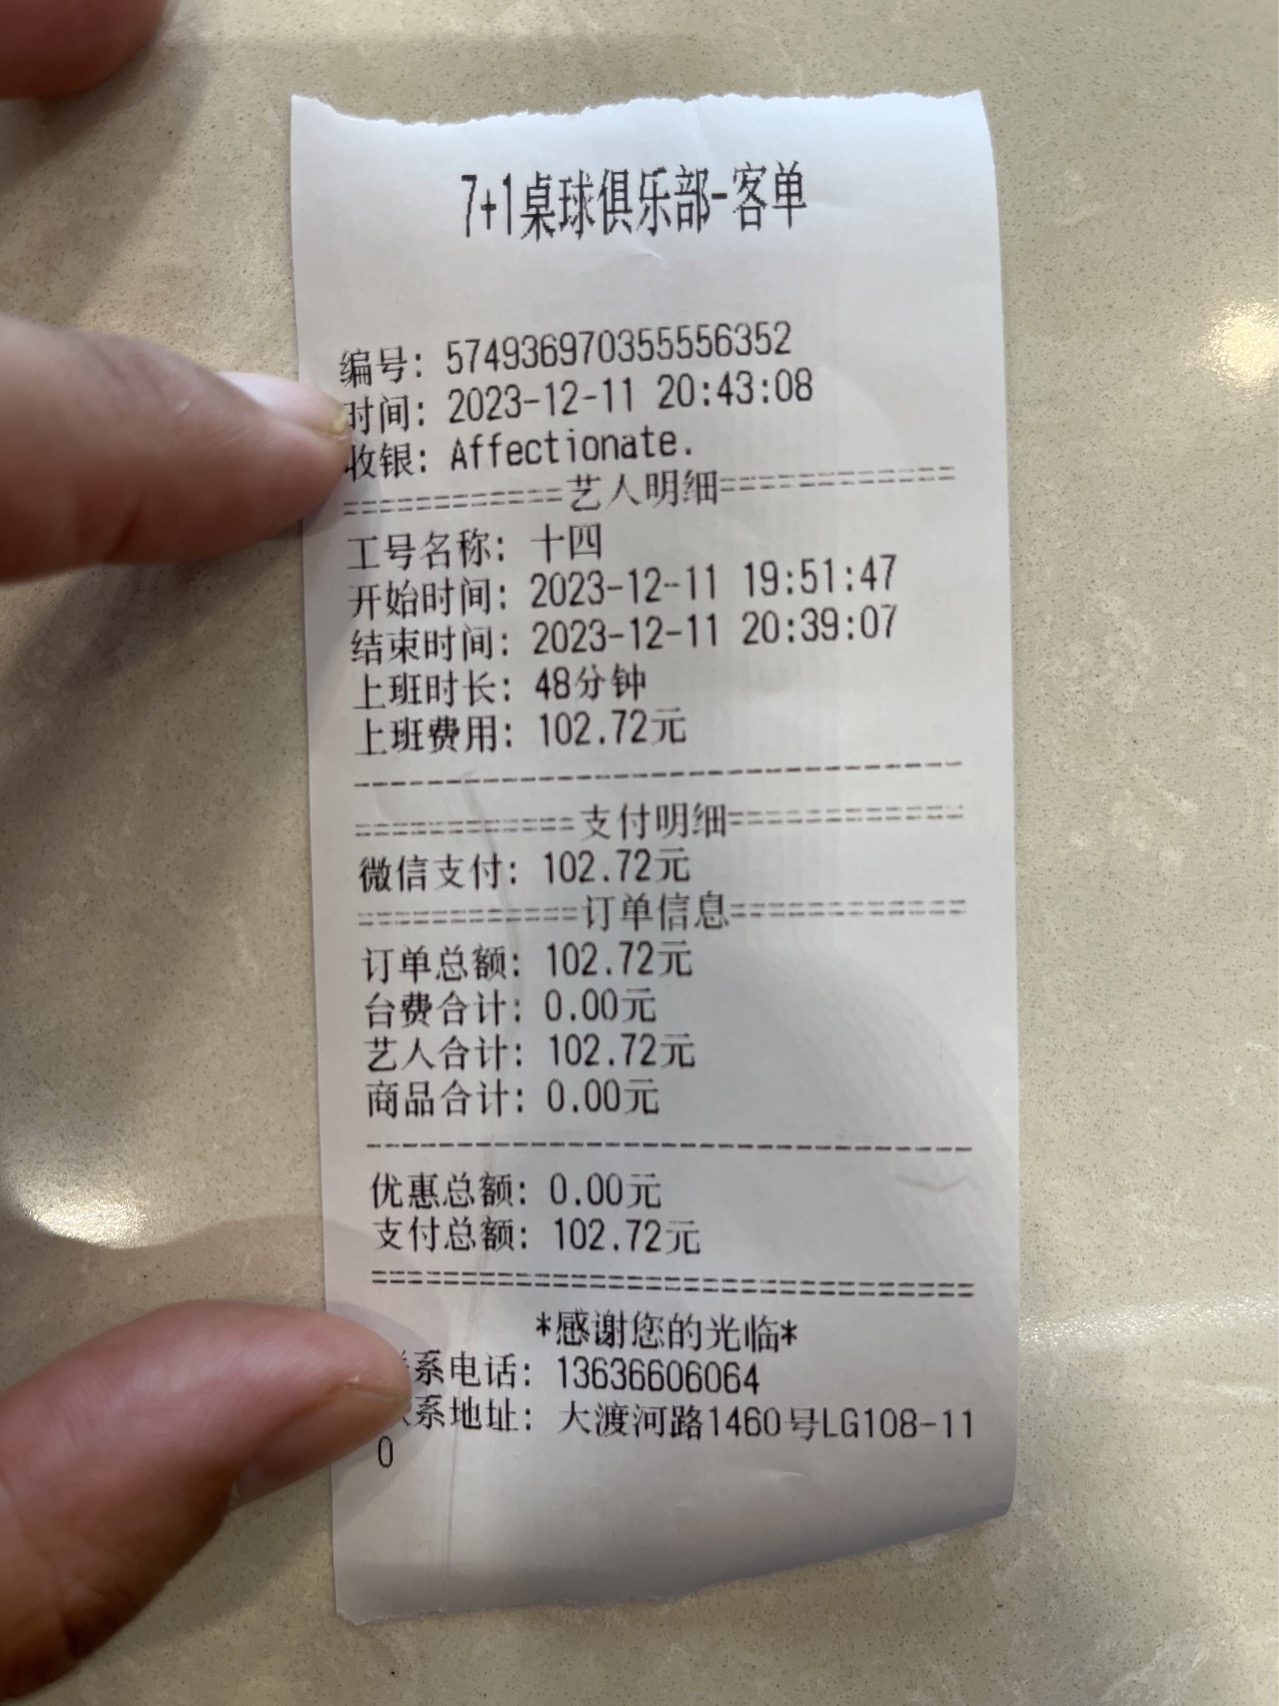 7+1桌球俱乐部-客单
编号: 574936970355556352
时间: 2023-12-11 20:43:08
收银: Affectionate.
============艺人明细=============
工号名称: 十四
开始时间: 2023-12-11 19:51:47
结束时间: 2023-12-11 20:39:07
上班时长: 48分钟
上班费用: 102.72元
---------------------------------
============支付明细=============
微信支付: 102.72元
============订单信息=============
订单总额: 102.72元
台费合计: 0.00元
艺人合计: 102.72元
商品合计: 0.00元
---------------------------------
优惠总额: 0.00元
支付总额: 102.72元
=================================
*感谢您的光临*
系电话: 13636606064
系地址: 大渡河路1460号LG108-11
0